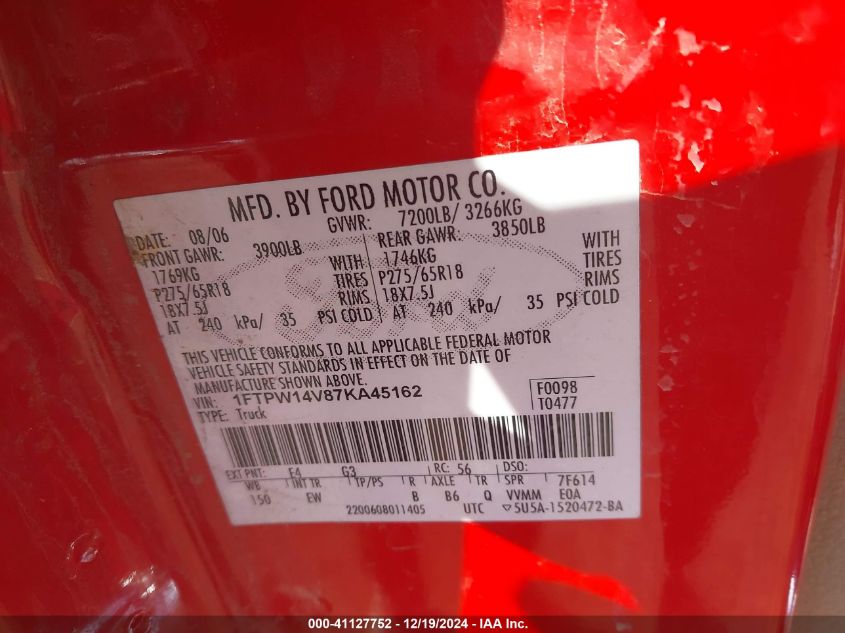 MFD. BY FORD MOTOR CO.
DATE: 08/06 GVWR: 7200LB/ 3266KG
FRONT GAWR: 3900LB REAR GAWR: 3850LB
1769KG WITH 1746KG WITH
P275/65R18 TIRES P275/65R18 TIRES
18X7.5J RIMS 18X7.5J RIMS
AT 240 kPa/ 35 PSI COLD AT 240 kPa/ 35 PSI COLD
THIS VEHICLE CONFORMS TO ALL APPLICABLE FEDERAL MOTOR
VEHICLE SAFETY STANDARDS IN EFFECT ON THE DATE OF
MANUFACTURE SHOWN ABOVE.
VIN: 1FTPW14V87KA45162 F0098
TYPE: Truck T0477
EXT PNT: E4 G3 RC: 56 DSO:
WB INT TR TP/PS R AXLE TR SPR 7F614
150 EW B B6 Q VVMM EOA
2200608011405 UTC ▽5U5A-1520472-BA
000-41127752 - 12/19/2024 - IAA Inc.